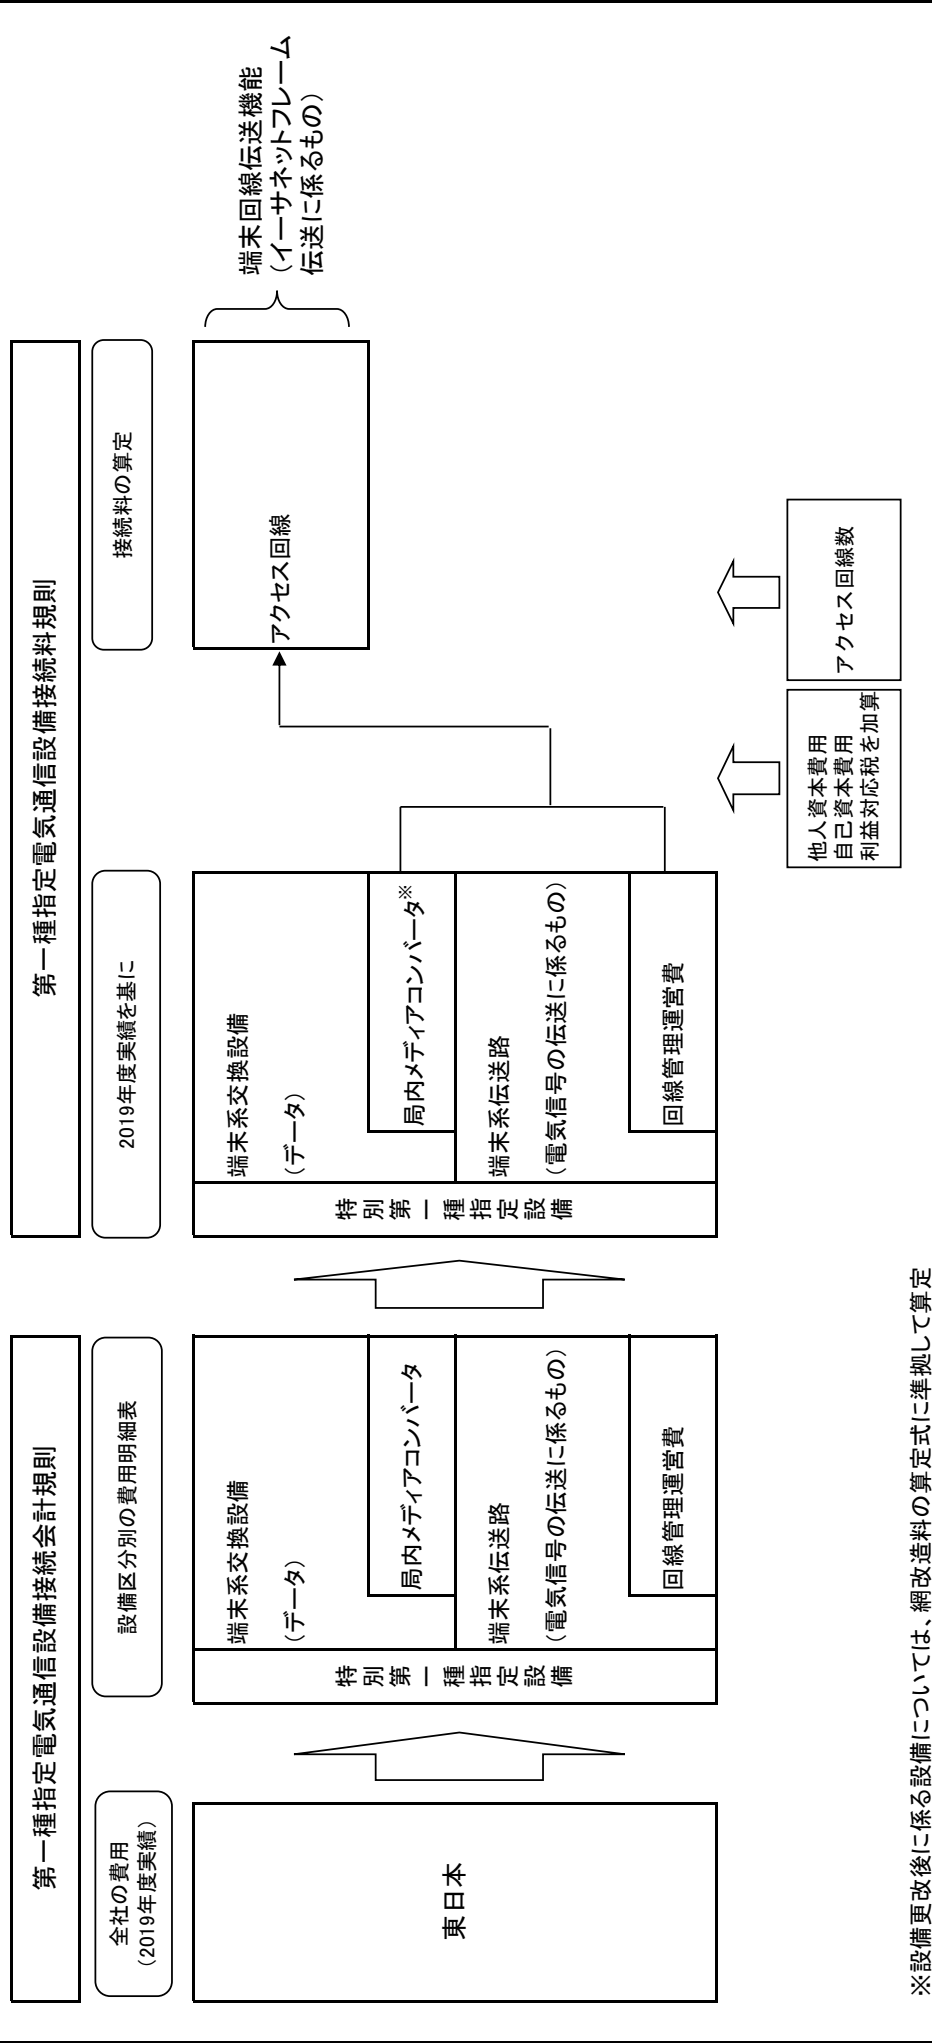 第一種指定電気通信設備接続会計規則
第一種指定電気通信設備接続料規則
全社の費用
（2019年度実績）
設備区分別の費用明細表
2019年度実績を基に
接続料の算定
東日本
特別第一種指定設備
端末系交換設備
（データ）
局内メディアコンバータ
端末系伝送路
（電気信号の伝送に係るもの）
回線管理運営費
特別第一種指定設備
端末系交換設備
（データ）
局内メディアコンバータ※
端末系伝送路
（電気信号の伝送に係るもの）
回線管理運営費
アクセス回線
端末回線伝送機能
（イーサネットフレーム
伝送に係るもの）
他人資本費用
自己資本費用
利益対応税を加算
アクセス回線数
※設備更改後に係る設備については、網改造料の算定式に準拠して算定